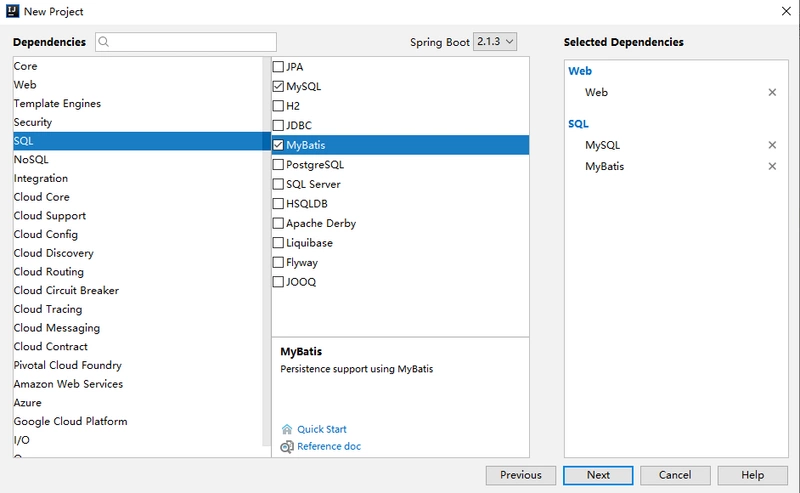 New Project
Dependencies
Spring Boot 2.1.3
Selected Dependencies
Core
Web
Template Engines
Security
SQL
NoSQL
Integration
Cloud Core
Cloud Support
Cloud Config
Cloud Discovery
Cloud Routing
Cloud Circuit Breaker
Cloud Tracing
Cloud Messaging
Cloud Contract
Pivotal Cloud Foundry
Amazon Web Services
Azure
Google Cloud Platform
I/O
JPA
MySQL
H2
JDBC
MyBatis
PostgreSQL
SQL Server
HSQLDB
Apache Derby
Liquibase
Flyway
JOOQ
MyBatis
Persistence support using MyBatis
Quick Start
Reference doc
Web
Web
SQL
MySQL
MyBatis
Previous
Next
Cancel
Help